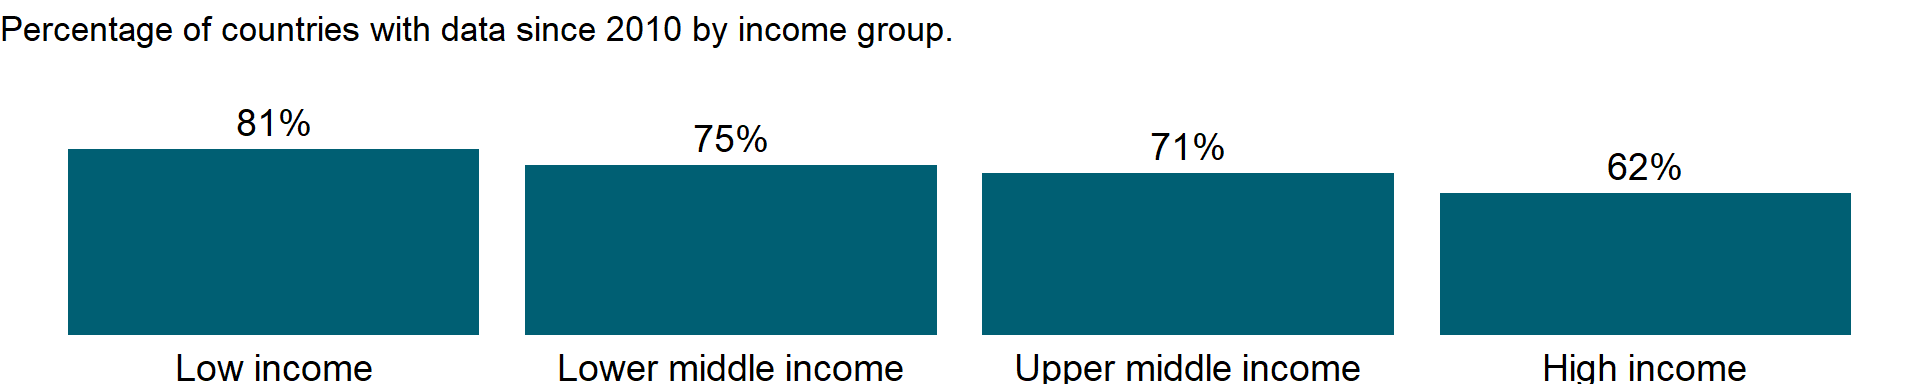 Percentage of countries with data since 2010 by income group.
81%
75%
71%
62%
Low income
Lower middle income
Upper middle income
High income